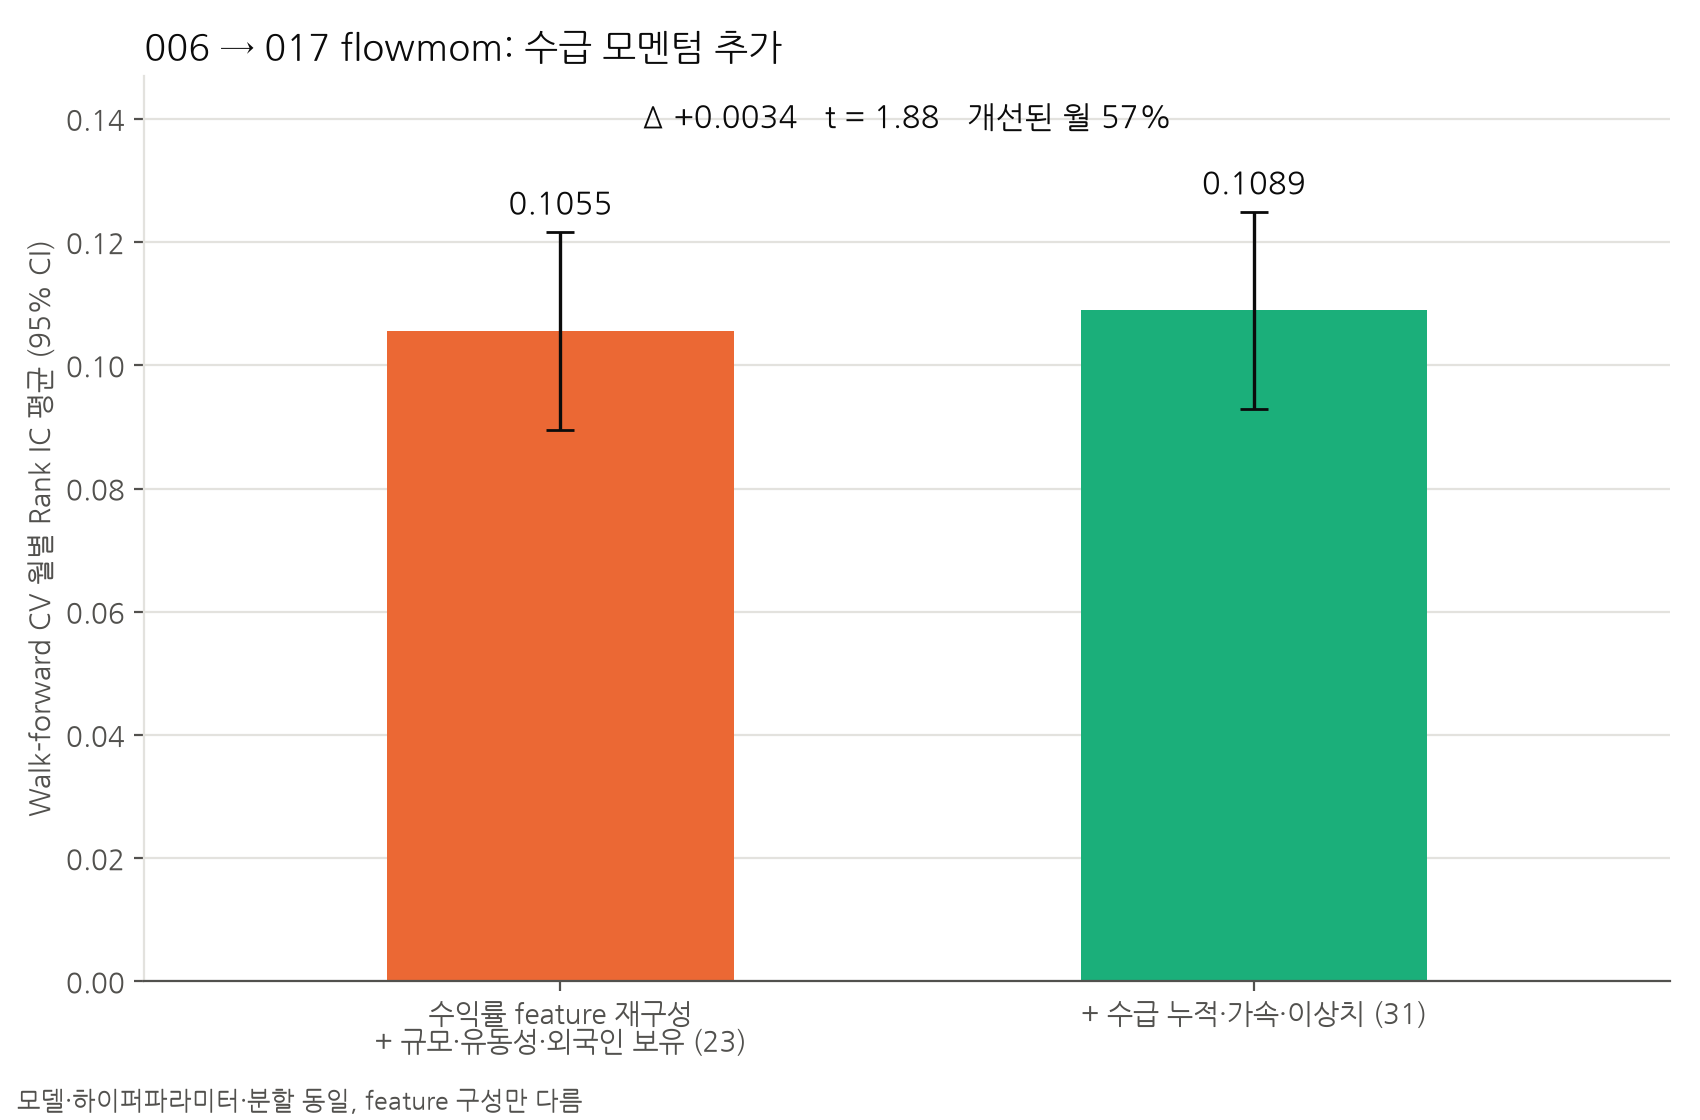 006 → 017 flowmom: 수급 모멘텀 추가
Δ +0.0034 t = 1.88 개선된 월 57%
0.1055
0.1089
Walk-forward CV 월별 Rank IC 평균 (95% CI)
0.14
0.12
0.10
0.08
0.06
0.04
0.02
0.00
수익률 feature 재구성
+ 규모·유동성·외국인 보유 (23)
+ 수급 누적·가속·이상치 (31)
모델·하이퍼파라미터·분할 동일, feature 구성만 다름